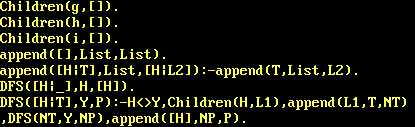 Children(g,[]).
Children(h,[]).
Children(i,[]).
append([],List,List).
append([H|T],List,[H|L2]):-append(T,List,L2).
DFS([H|_],H,[H]).
DFS([H|T],Y,P):-H<>Y,Children(H,L1),append(L1,T,NT)
,DFS(NT,Y,NP),append([H],NP,P).